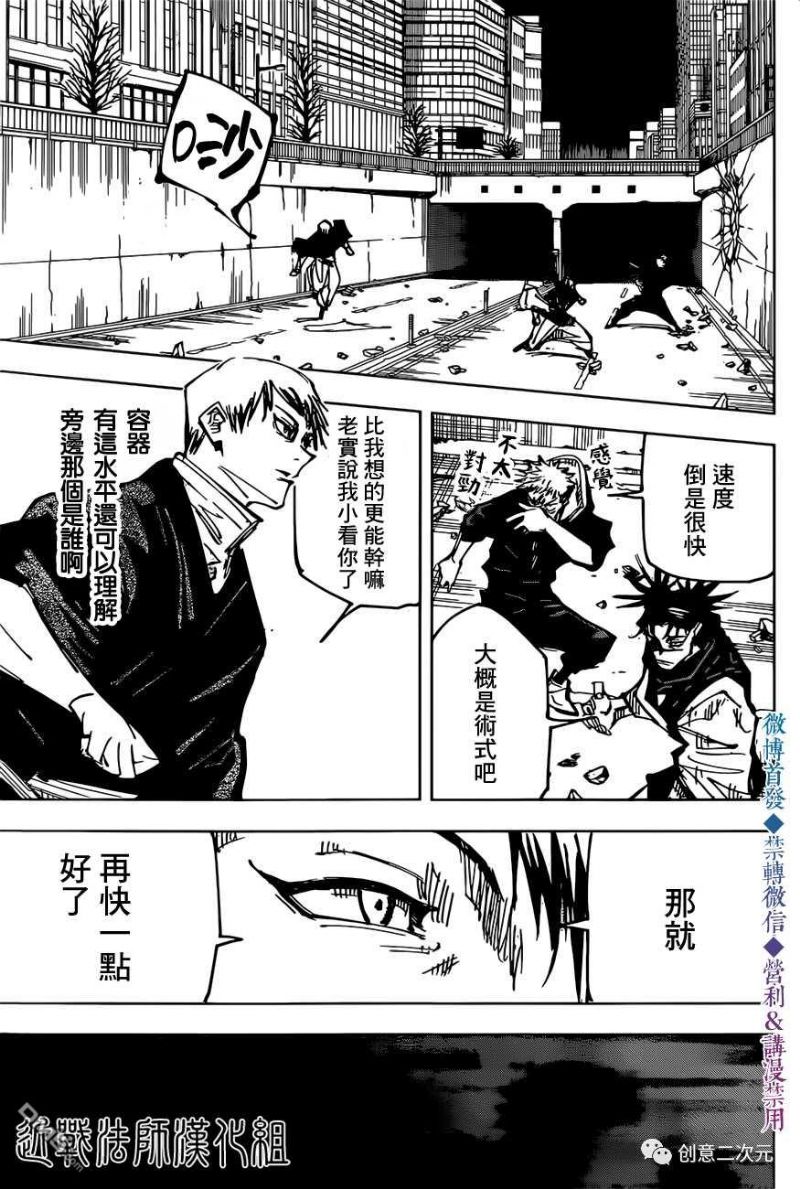 沙
速度
倒是很快
感覺
不太
對勁
大概是術式吧
比我想的更能幹嘛
老實說我小看你了
容器
有這水平還可以理解
旁邊那個是誰啊
那就
再快一點
好了
微博首發◆禁轉微信◆營利&講漫禁用
近戰法師漢化組
创意二次元